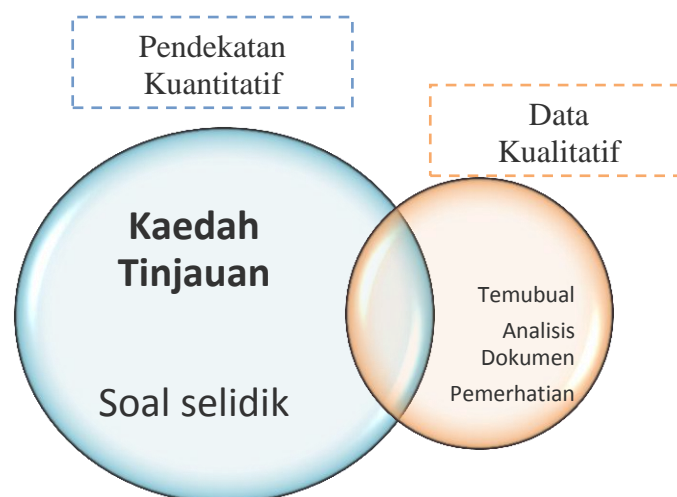 Pendekatan
Kuantitatif
Data
Kualitatif
Kaedah
Tinjauan
Soal selidik
Temubual
Analisis
Dokumen
Pemerhatian